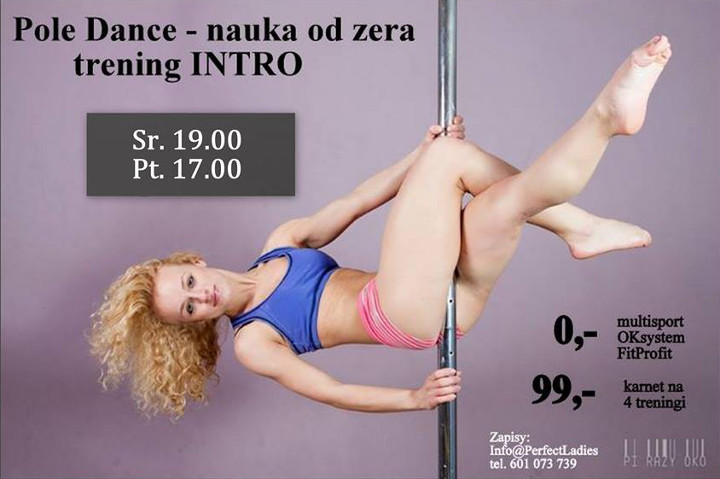 Pole Dance - nauka od zera
trening INTRO
Sr. 19.00
Pt. 17.00
0,-
multisport
OKsystem
FitProfit
99,-
karnet na
4 treningi
Zapisy:
Info@PerfectLadies
tel. 601 073 739
PI RAZY OKO